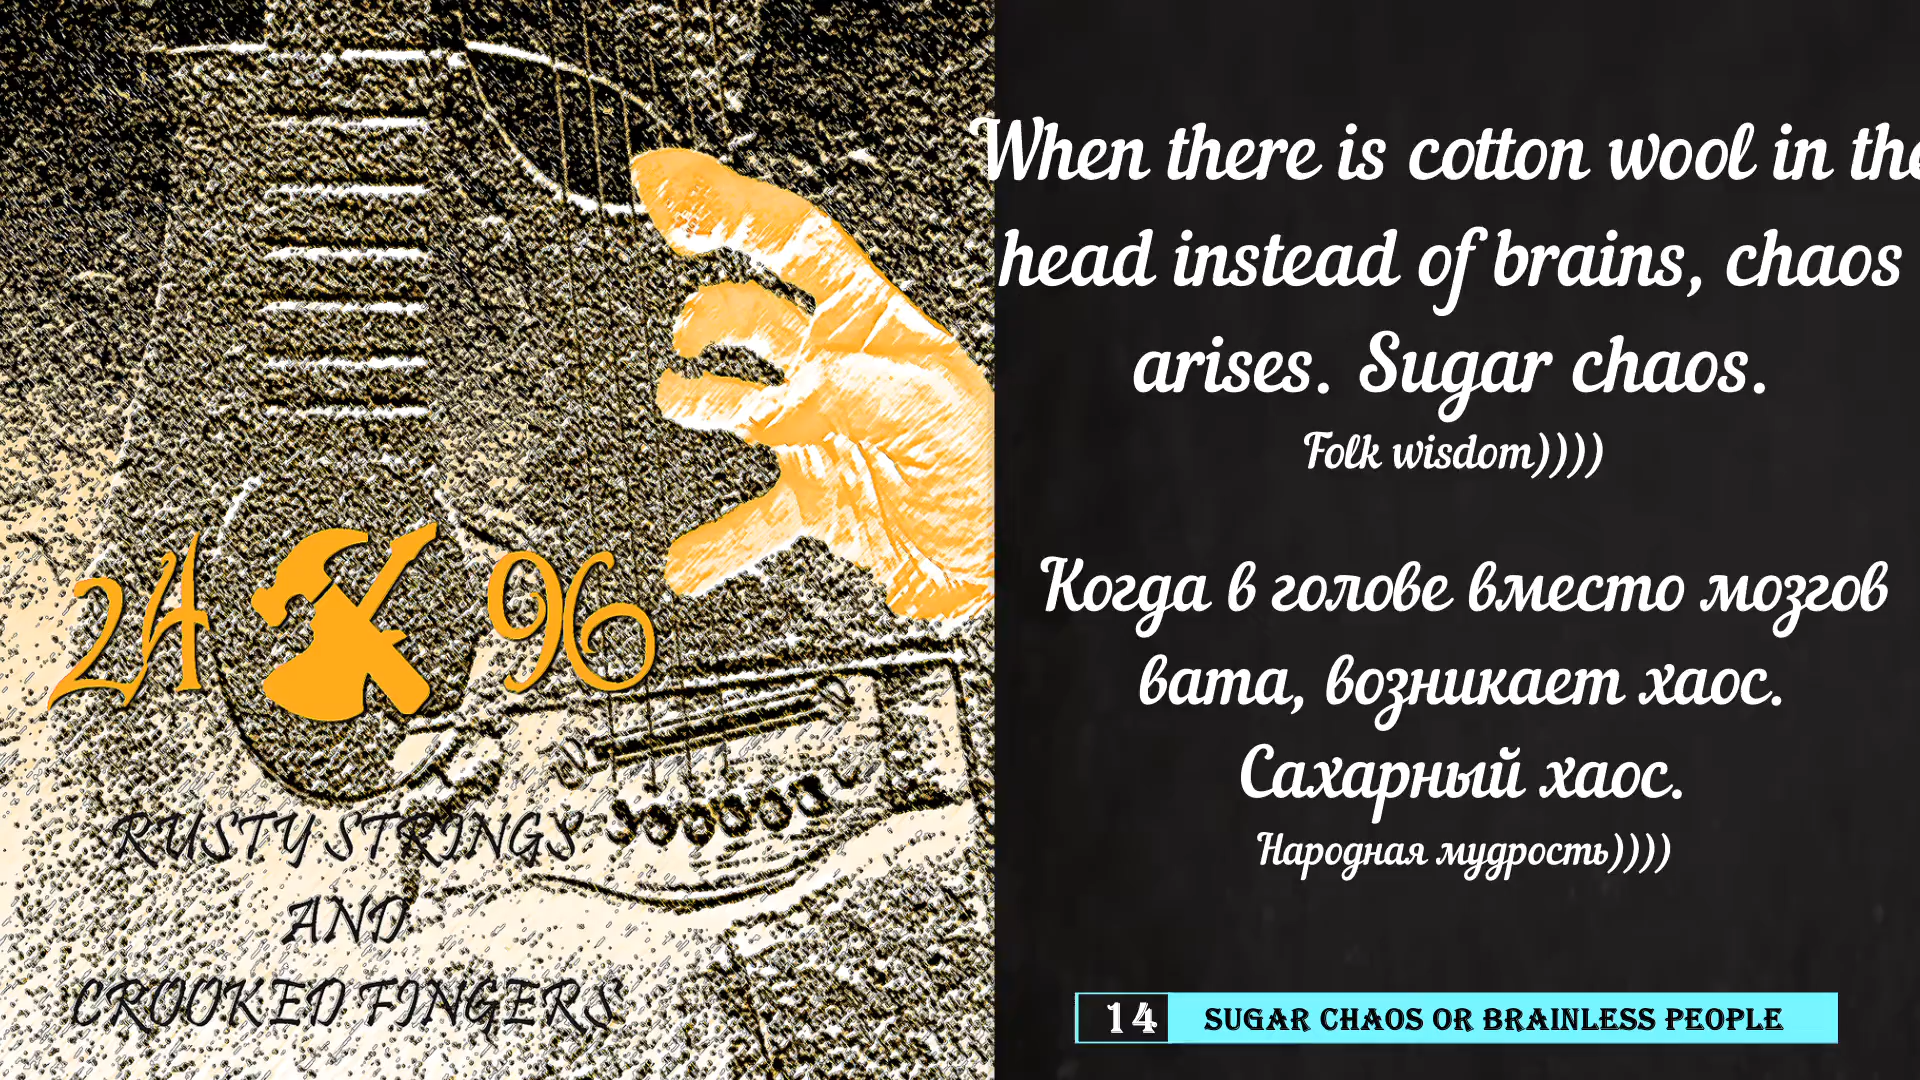 24 96
RUSTY STRINGS
AND
CROOKED FINGERS
When there is cotton wool in the
head instead of brains, chaos
arises. Sugar chaos.
Folk wisdom))))
Когда в голове вместо мозгов
вата, возникает хаос.
Сахарный хаос.
Народная мудрость))))
14 SUGAR CHAOS OR BRAINLESS PEOPLE